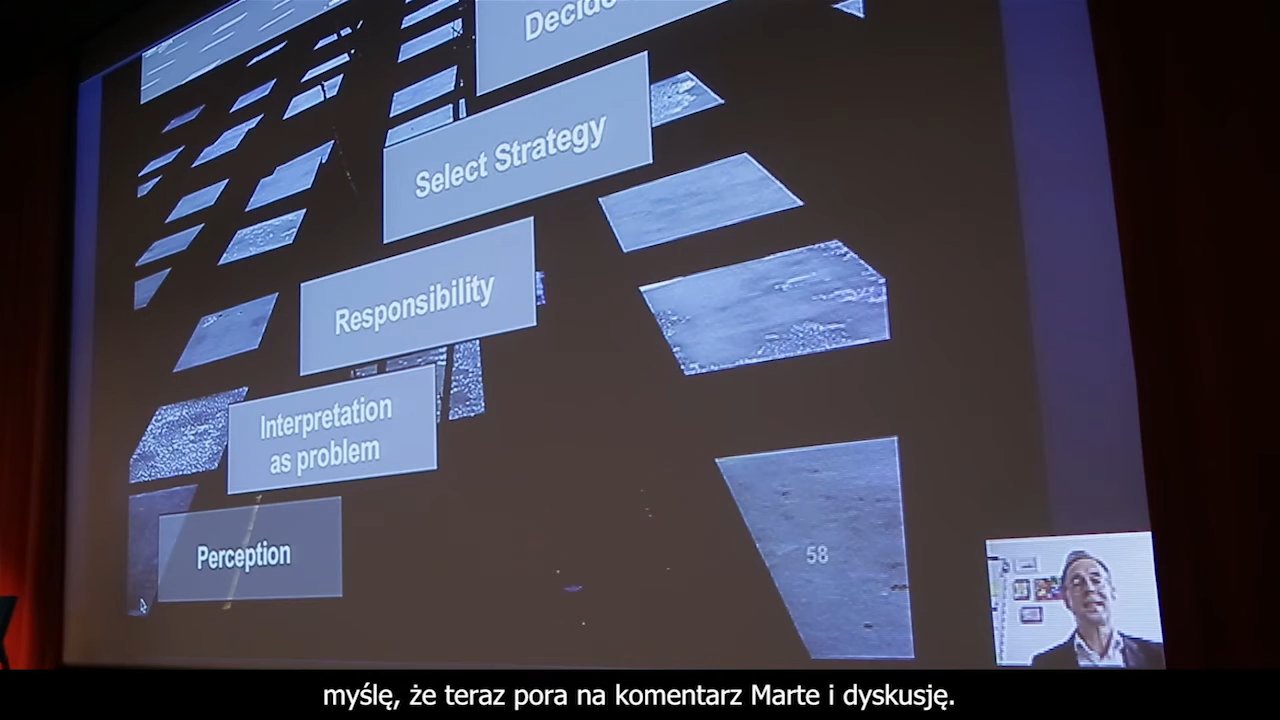 Decide
Select Strategy
Responsibility
Interpretation
as problem
Perception
58
myślę, że teraz pora na komentarz Marte i dyskusję.